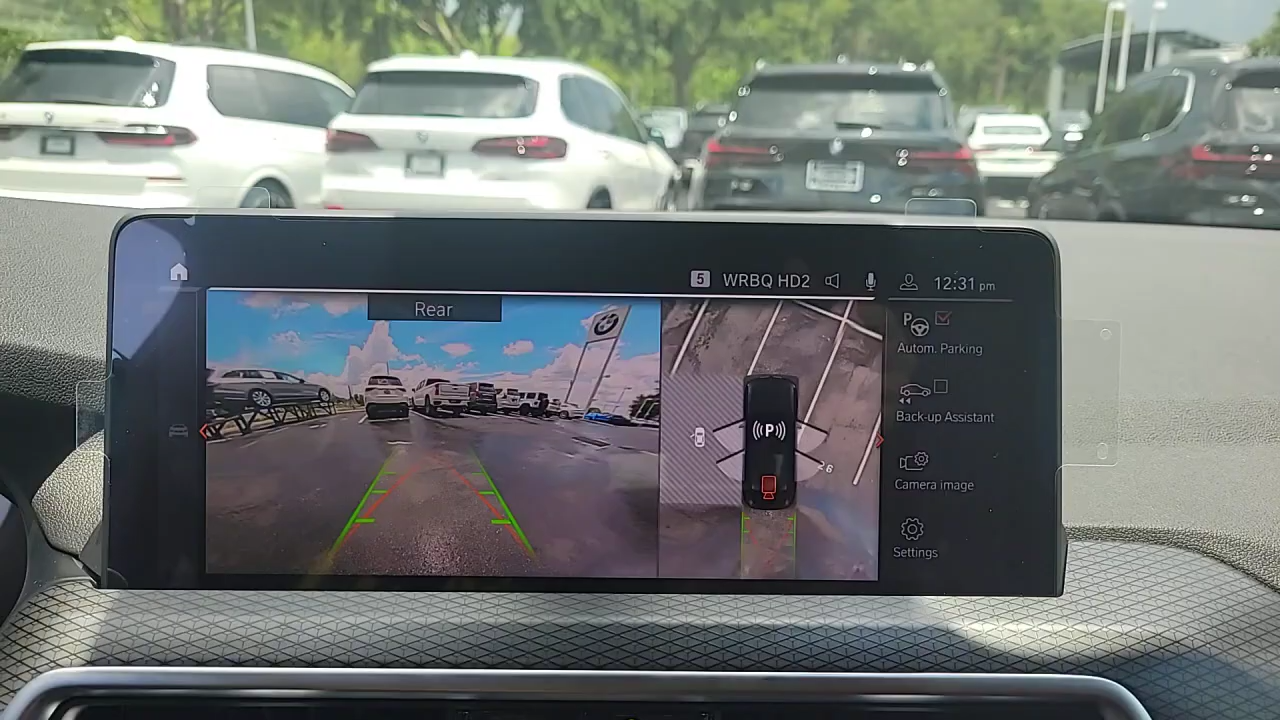 5 WRBQ HD2 12:31 pm
Rear
P
Autom. Parking
Back-up Assistant
Camera image
Settings
((P))